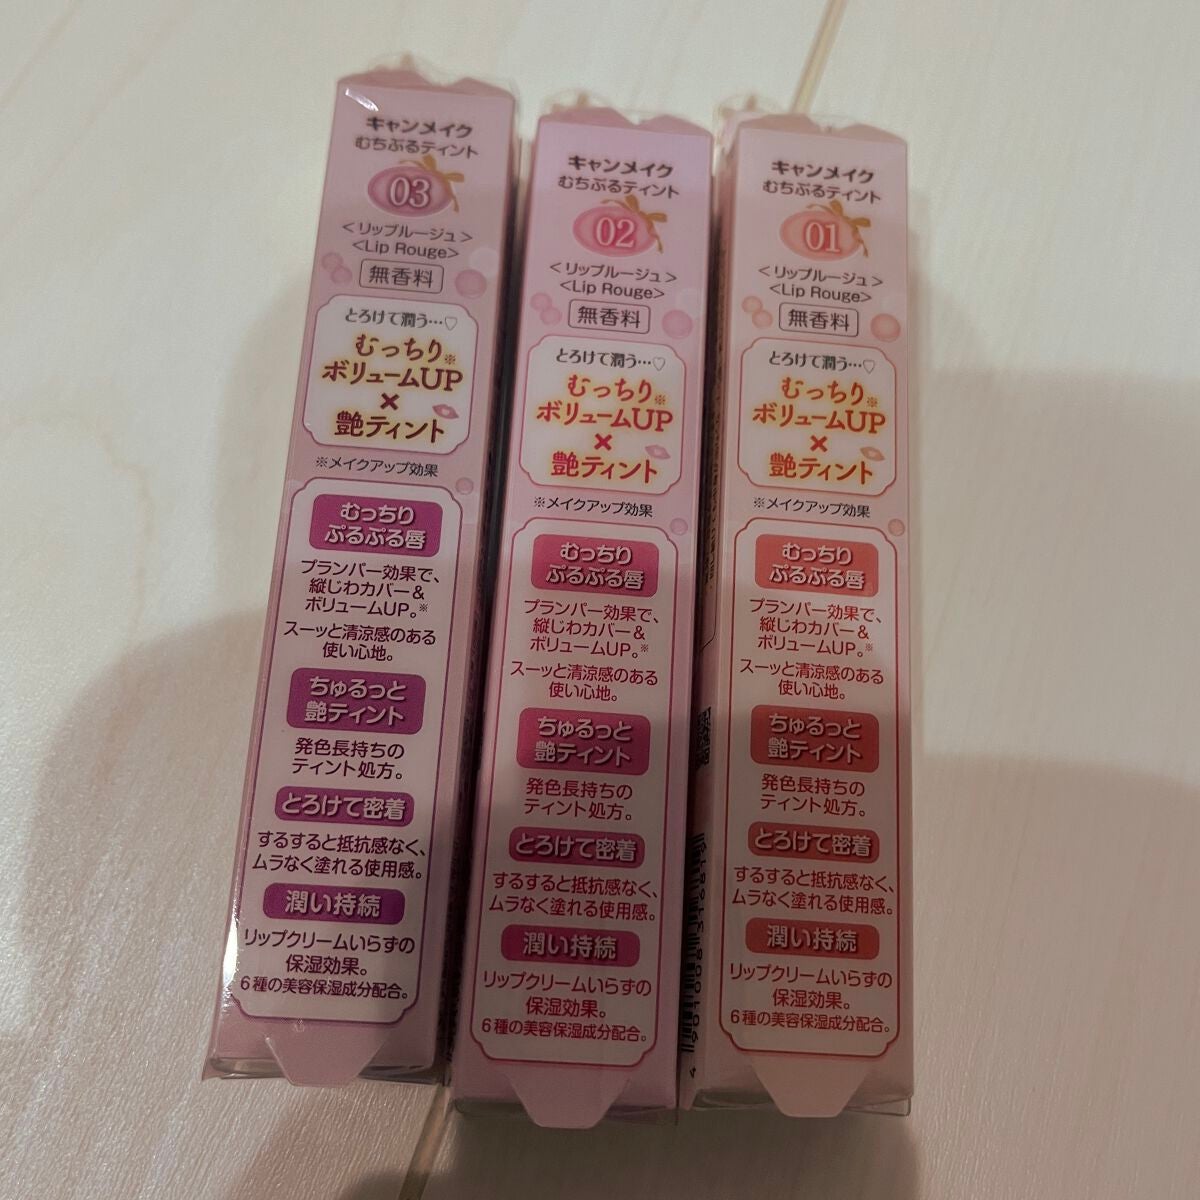 キャンメイク
むちぷるティント
03
<リップルージュ>
<Lip Rouge>
無香料
とろけて潤う…♡
むっちり※
ボリュームUP
×
艶ティント
※メイクアップ効果
むっちり
ぷるぷる唇
プランパー効果で、
縦じわカバー&
ボリュームUP。※
スーッと清涼感のある
使い心地。
ちゅるっと
艶ティント
発色長持ちの
ティント処方。
とろけて密着
するすると抵抗感なく、
ムラなく塗れる使用感。
潤い持続
リップクリームいらずの
保湿効果。
6種の美容保湿成分配合。
キャンメイク
むちぷるティント
02
<リップルージュ>
<Lip Rouge>
無香料
とろけて潤う…♡
むっちり※
ボリュームUP
×
艶ティント
※メイクアップ効果
むっちり
ぷるぷる唇
プランパー効果で、
縦じわカバー&
ボリュームUP。※
スーッと清涼感のある
使い心地。
ちゅるっと
艶ティント
発色長持ちの
ティント処方。
とろけて密着
するすると抵抗感なく、
ムラなく塗れる使用感。
潤い持続
リップクリームいらずの
保湿効果。
6種の美容保湿成分配合。
キャンメイク
むちぷるティント
01
<リップルージュ>
<Lip Rouge>
無香料
とろけて潤う…♡
むっちり※
ボリュームUP
×
艶ティント
※メイクアップ効果
むっちり
ぷるぷる唇
プランパー効果で、
縦じわカバー&
ボリュームUP。※
スーッと清涼感のある
使い心地。
ちゅるっと
艶ティント
発色長持ちの
ティント処方。
とろけて密着
するすると抵抗感なく、
ムラなく塗れる使用感。
潤い持続
リップクリームいらずの
保湿効果。
6種の美容保湿成分配合。